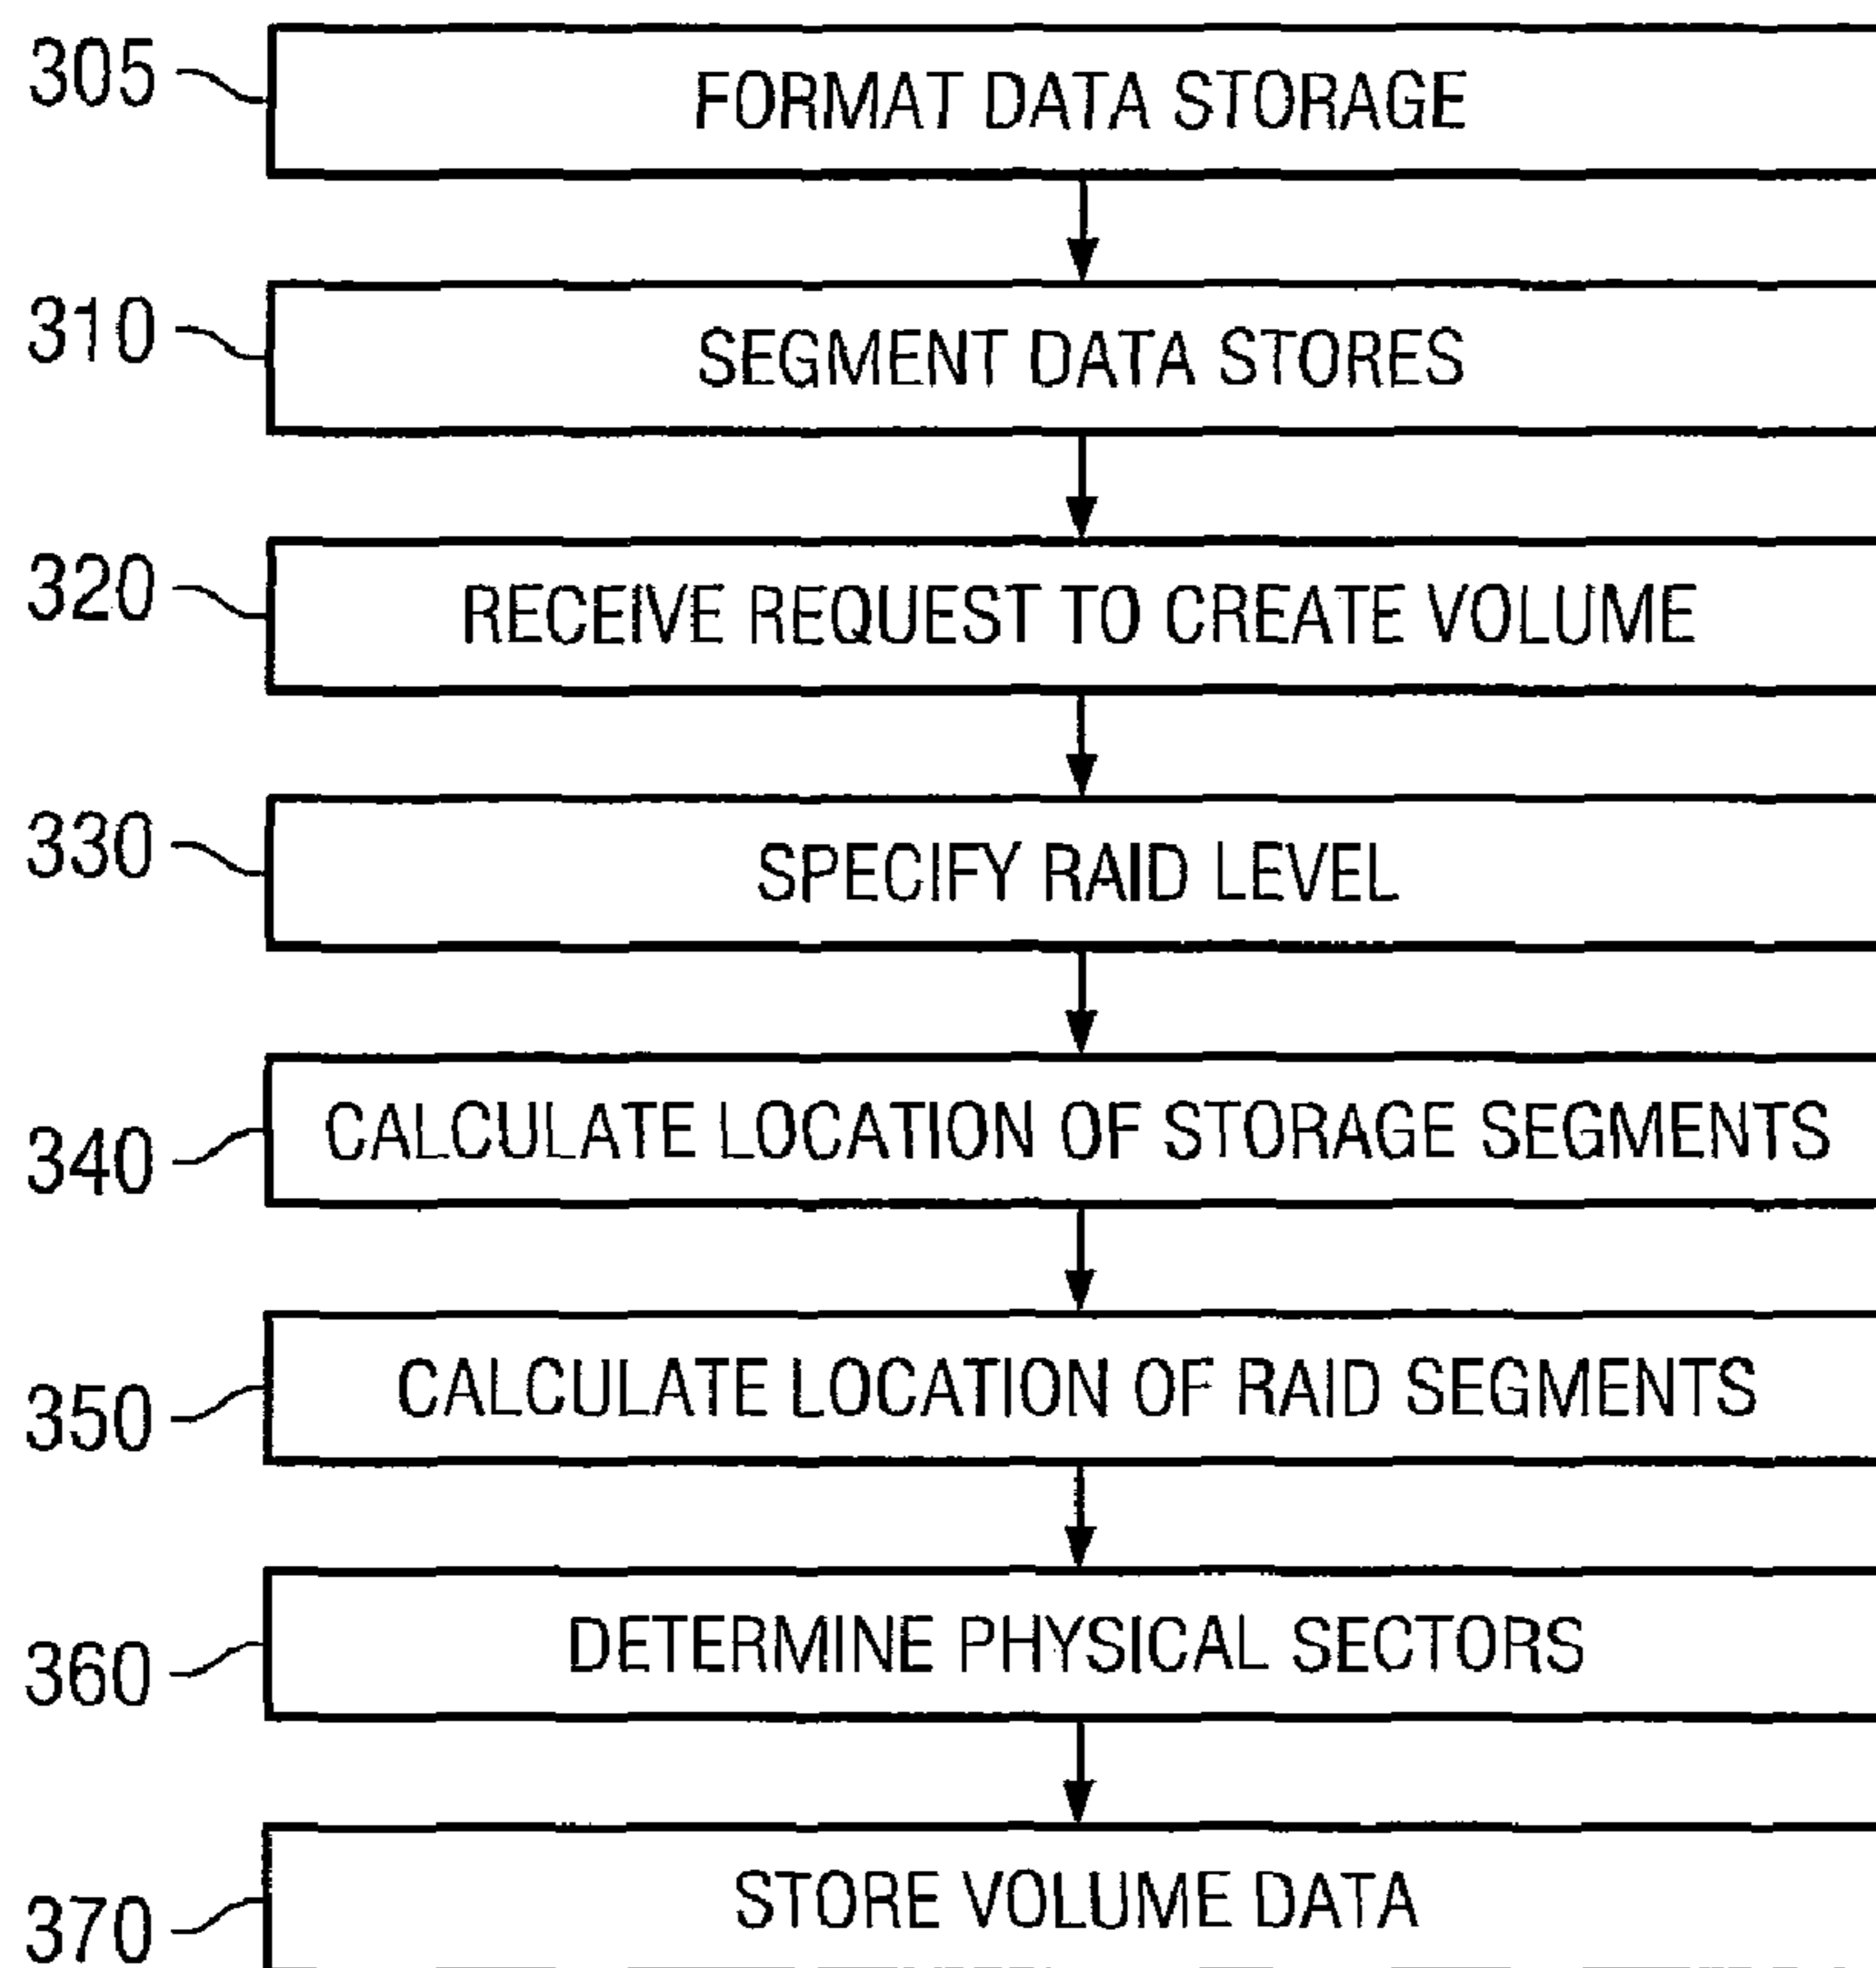 305 FORMAT DATA STORAGE
310 SEGMENT DATA STORES
320 RECEIVE REQUEST TO CREATE VOLUME
330 SPECIFY RAID LEVEL
340 CALCULATE LOCATION OF STORAGE SEGMENTS
350 CALCULATE LOCATION OF RAID SEGMENTS
360 DETERMINE PHYSICAL SECTORS
370 STORE VOLUME DATA